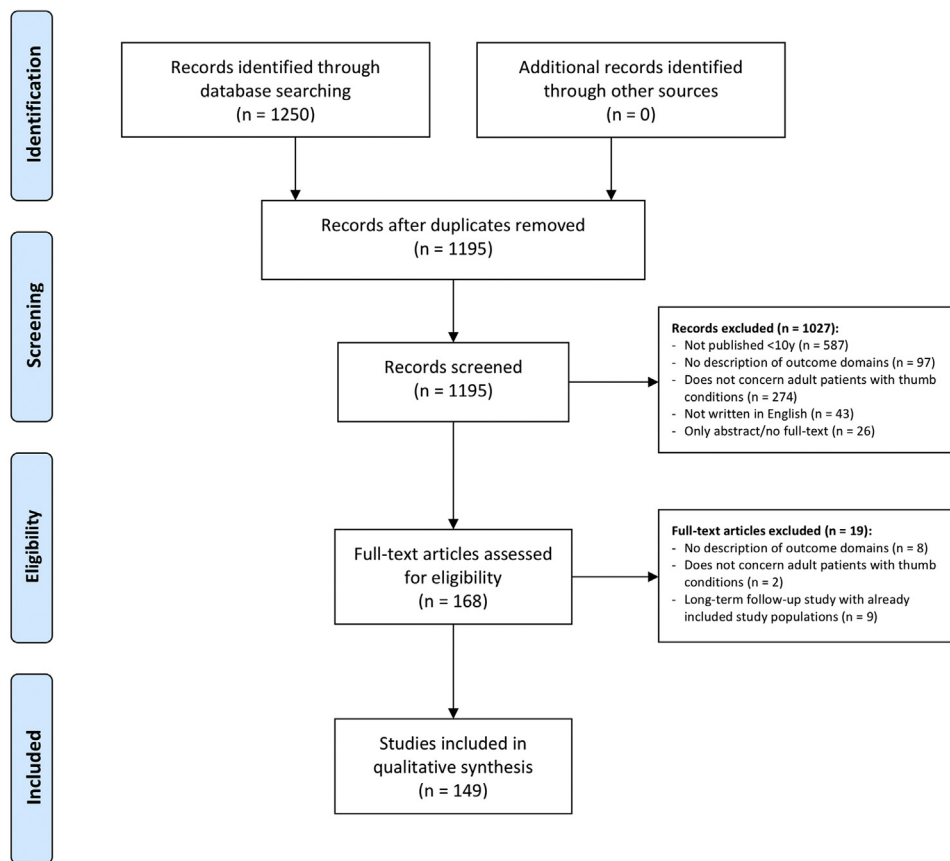 Identification
Records identified through
database searching
(n = 1250)
Additional records identified
through other sources
(n = 0)
Records after duplicates removed
(n = 1195)
Screening
Records screened
(n = 1195)
Records excluded (n = 1027):
- Not published <10y (n = 587)
- No description of outcome domains (n = 97)
- Does not concern adult patients with thumb
conditions (n = 274)
- Not written in English (n = 43)
- Only abstract/no full-text (n = 26)
Eligibility
Full-text articles assessed
for eligibility
(n = 168)
Full-text articles excluded (n = 19):
- No description of outcome domains (n = 8)
- Does not concern adult patients with thumb
conditions (n = 2)
- Long-term follow-up study with already
included study populations (n = 9)
Included
Studies included in
qualitative synthesis
(n = 149)